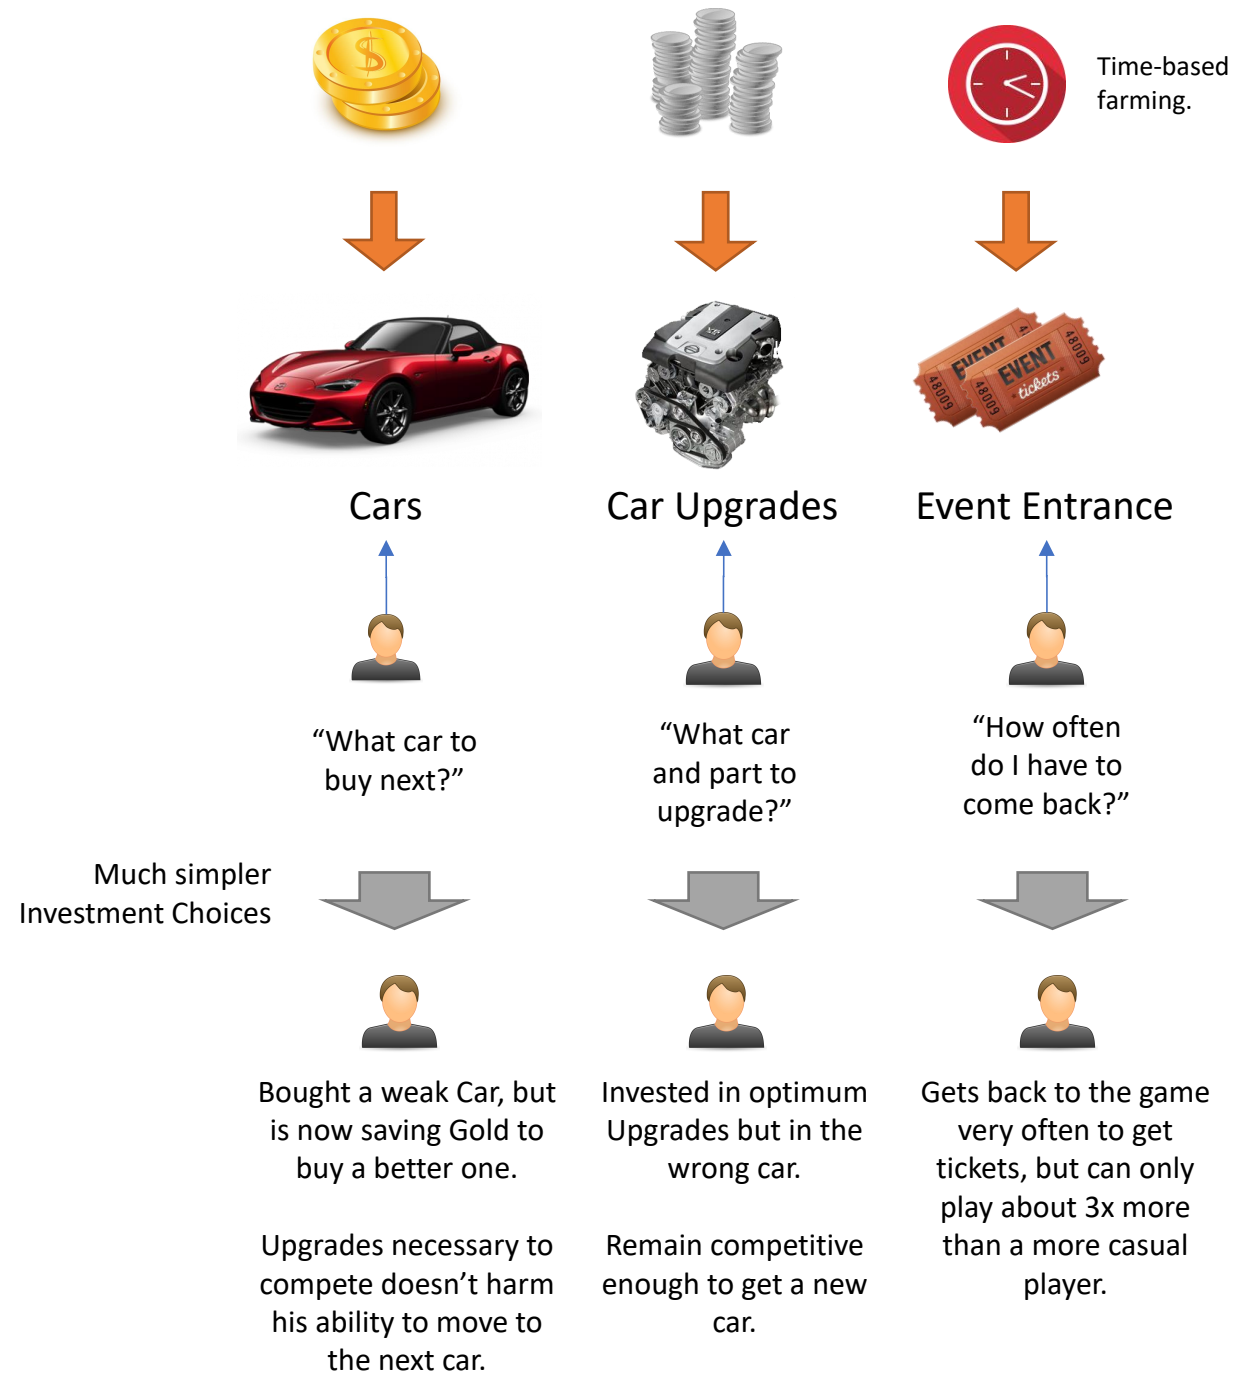 Time-based
farming.
EVENT
48009
EVENT
tickets
48009
48009
Cars
Car Upgrades
Event Entrance
“What car to
buy next?”
“What car
and part to
upgrade?”
“How often
do I have to
come back?”
Much simpler
Investment Choices
Bought a weak Car, but
is now saving Gold to
buy a better one.
Upgrades necessary to
compete doesn’t harm
his ability to move to
the next car.
Invested in optimum
Upgrades but in the
wrong car.
Remain competitive
enough to get a new
car.
Gets back to the game
very often to get
tickets, but can only
play about 3x more
than a more casual
player.